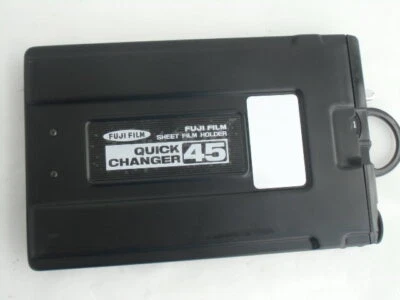 FUJI FILM
FUJI FILM
SHEET FILM HOLDER
QUICK
CHANGER 45